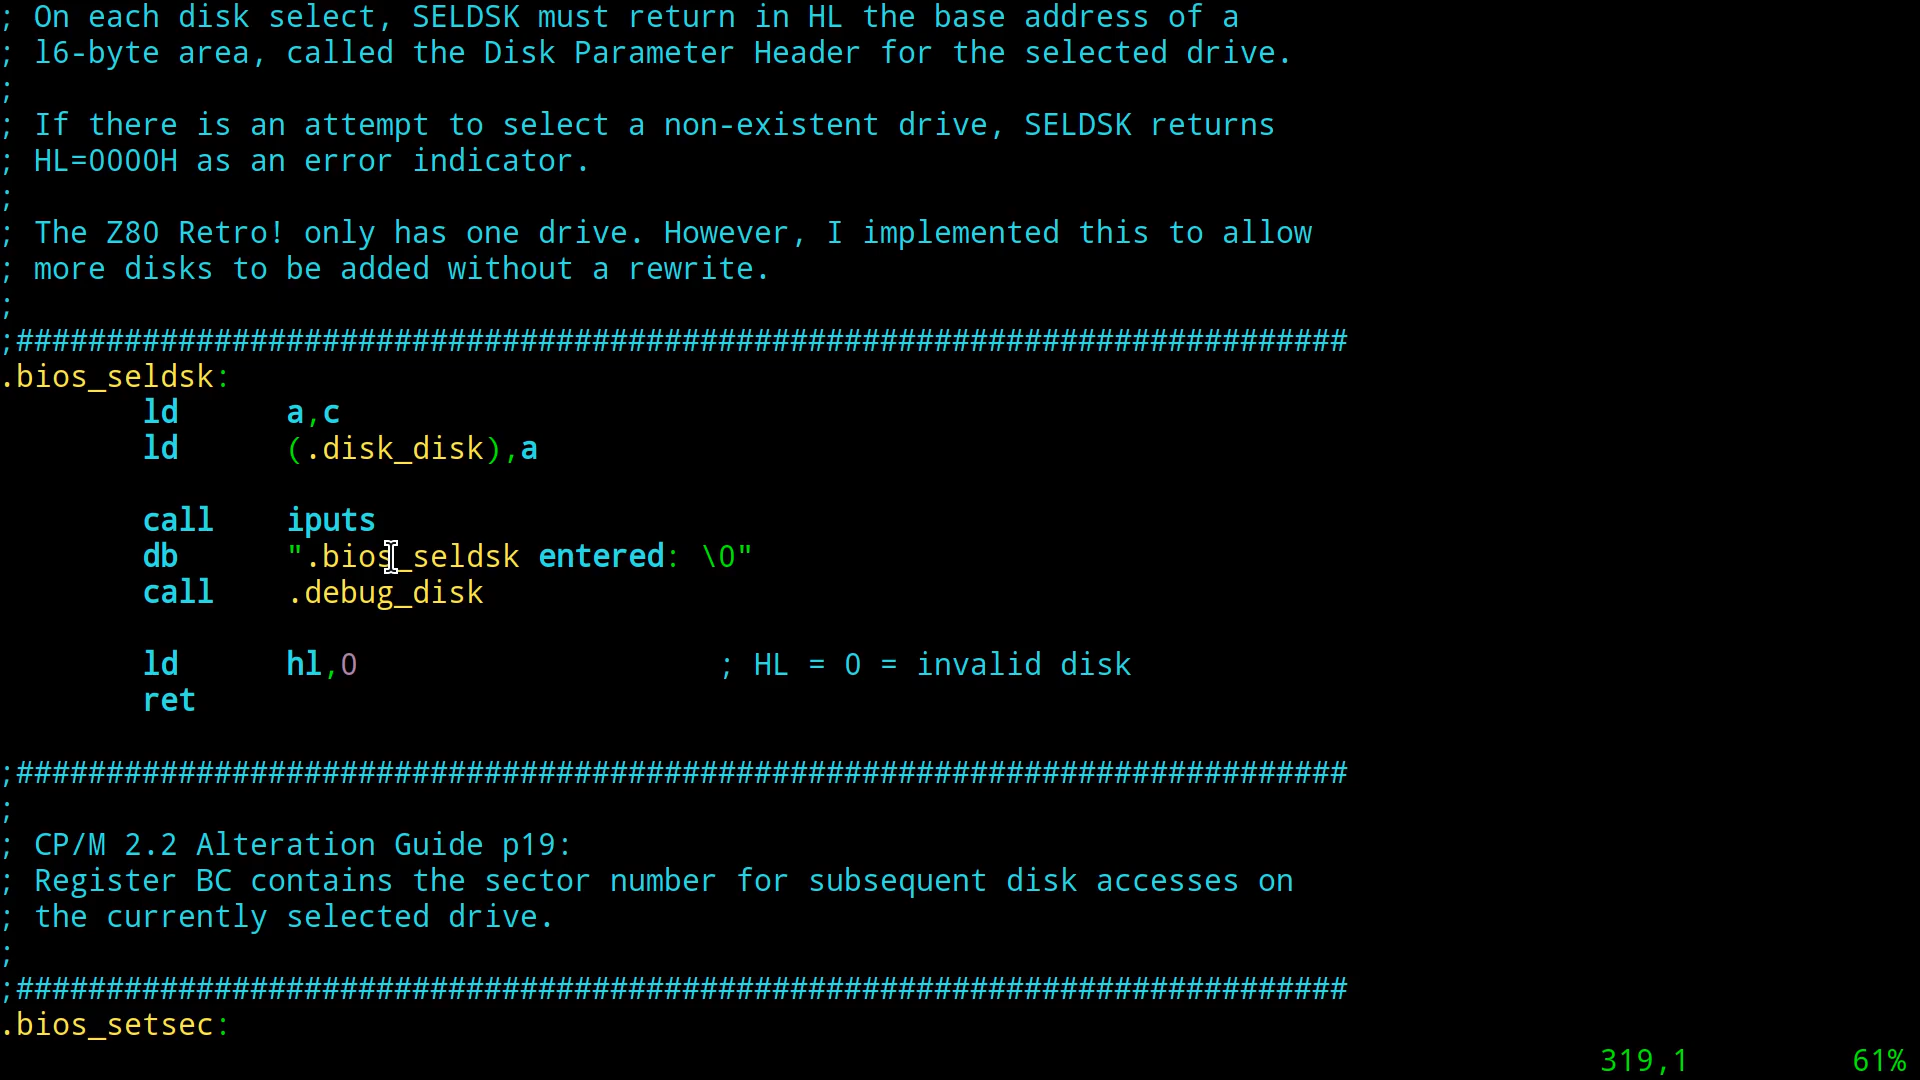 ; On each disk select, SELDSK must return in HL the base address of a
; l6-byte area, called the Disk Parameter Header for the selected drive.
;
; If there is an attempt to select a non-existent drive, SELDSK returns
; HL=0000H as an error indicator.
;
; The Z80 Retro! only has one drive. However, I implemented this to allow
; more disks to be added without a rewrite.
;
;##########################################################################
.bios_seldsk:
        ld      a,c
        ld      (.disk_disk),a

        call    iputs
        db      ".bios_seldsk entered: \0"
        call    .debug_disk

        ld      hl,0                    ; HL = 0 = invalid disk
        ret

;##########################################################################
;
; CP/M 2.2 Alteration Guide p19:
; Register BC contains the sector number for subsequent disk accesses on
; the currently selected drive.
;
;##########################################################################
.bios_setsec:
319,1         61%